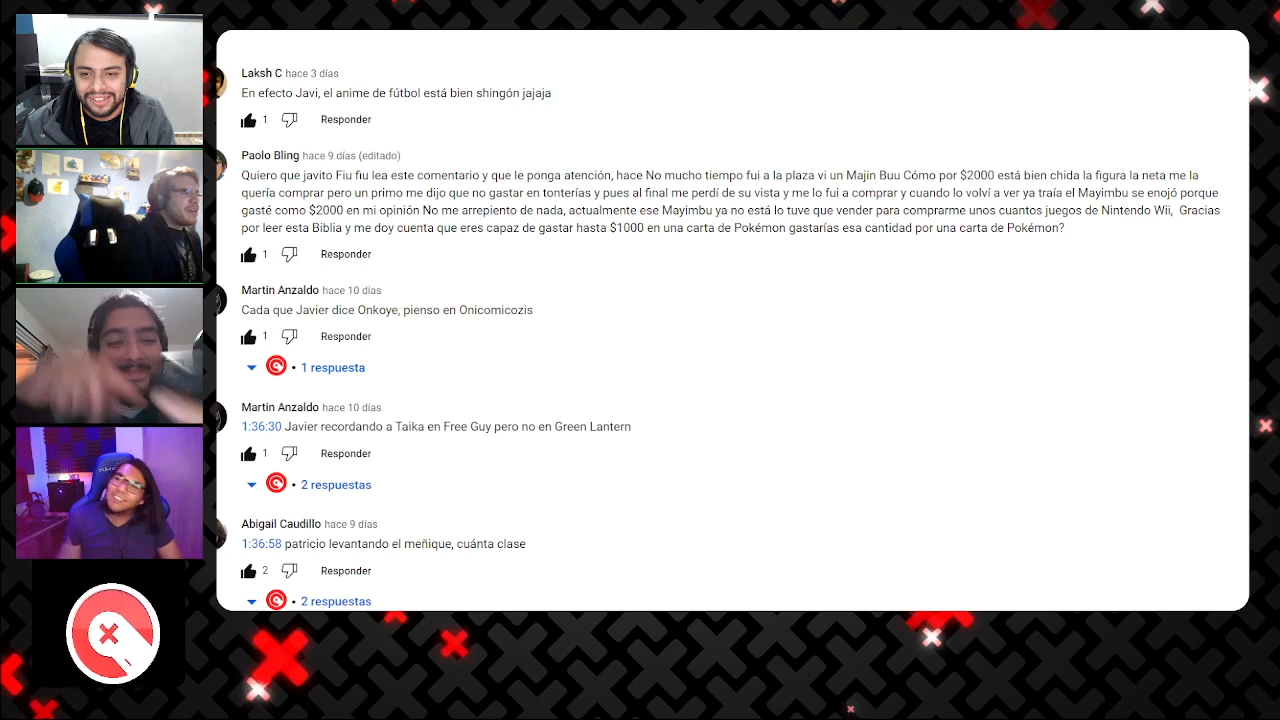 Laksh C hace 3 días
En efecto Javi, el anime de fútbol está bien shingón jajaja
1 Responder
Paolo Bling hace 9 días (editado)
Quiero que javito Fiu fiu lea este comentario y que le ponga atención, hace No mucho tiempo fui a la plaza vi un Majin Buu Cómo por $2000 está bien chida la figura la neta me la
quería comprar pero un primo me dijo que no gastar en tonterías y pues al final me perdí de su vista y me lo fui a comprar y cuando lo volví a ver ya traía el Mayimbu se enojó porque
gasté como $2000 en mi opinión No me arrepiento de nada, actualmente ese Mayimbu ya no está lo tuve que vender para comprarme unos cuantos juegos de Nintendo Wii, Gracias
por leer esta Biblia y me doy cuenta que eres capaz de gastar hasta $1000 en una carta de Pokémon gastarías esa cantidad por una carta de Pokémon?
1 Responder
Martin Anzaldo hace 10 días
Cada que Javier dice Onkoye, pienso en Onicomicozis
1 Responder
• 1 respuesta
Martin Anzaldo hace 10 días
1:36:30 Javier recordando a Taika en Free Guy pero no en Green Lantern
1 Responder
• 2 respuestas
Abigail Caudillo hace 9 días
1:36:58 patricio levantando el meñique, cuánta clase
2 Responder
• 2 respuestas